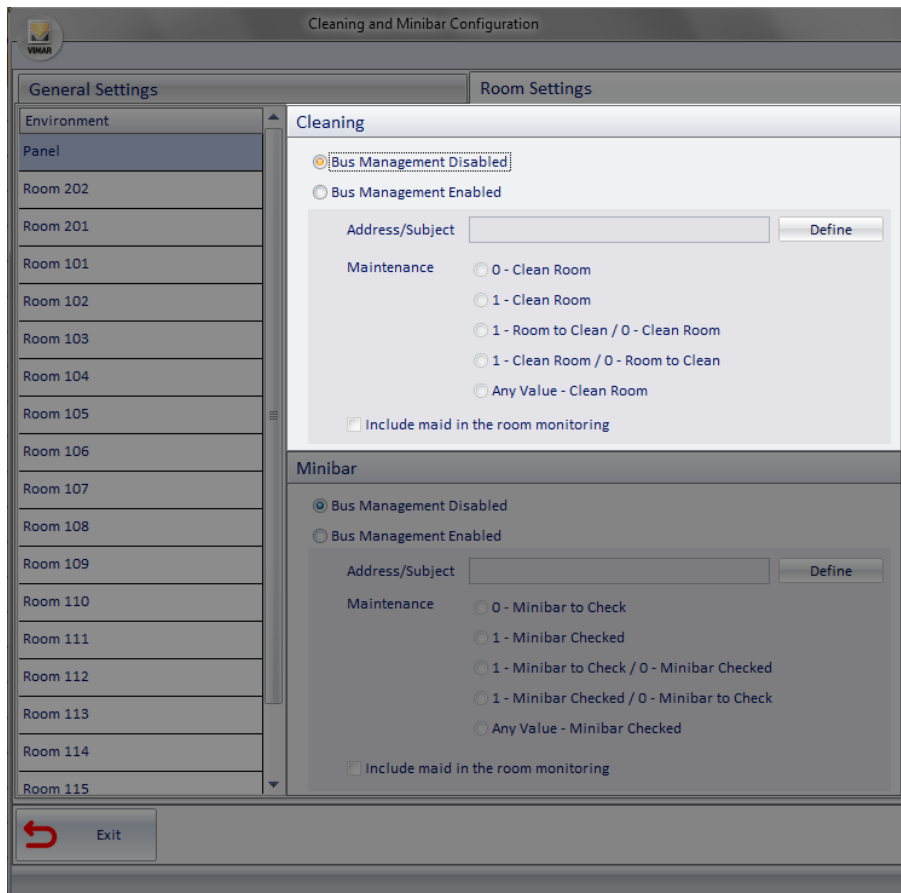 Cleaning and Minibar Configuration
VIMAR
General Settings
Room Settings
Environment
Panel
Room 202
Room 201
Room 101
Room 102
Room 103
Room 104
Room 105
Room 106
Room 107
Room 108
Room 109
Room 110
Room 111
Room 112
Room 113
Room 114
Room 115
Cleaning
Bus Management Disabled
Bus Management Enabled
Address/Subject Define
Maintenance
0 - Clean Room
1 - Clean Room
1 - Room to Clean / 0 - Clean Room
1 - Clean Room / 0 - Room to Clean
Any Value - Clean Room
Include maid in the room monitoring
Minibar
Bus Management Disabled
Bus Management Enabled
Address/Subject Define
Maintenance
0 - Minibar to Check
1 - Minibar Checked
1 - Minibar to Check / 0 - Minibar Checked
1 - Minibar Checked / 0 - Minibar to Check
Any Value - Minibar Checked
Include maid in the room monitoring
Exit